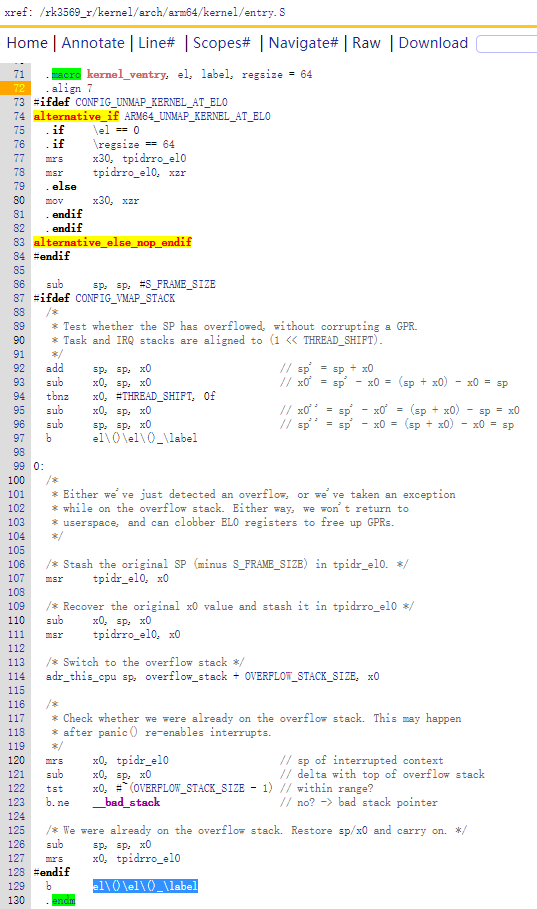 xref: /rk3569_r/kernel/arch/arm64/kernel/entry.S
Home | Annotate | Line# | Scopes# | Navigate# | Raw | Download
71 .macro kernel_ventry, el, label, regsize = 64
72 .align 7
73 #ifdef CONFIG_UNMAP_KERNEL_AT_EL0
74 alternative_if ARM64_UNMAP_KERNEL_AT_EL0
75 .if \el == 0
76 .if \regsize == 64
77 mrs x30, tpidrro_el0
78 msr tpidrro_el0, xzr
79 .else
80 mov x30, xzr
81 .endif
82 .endif
83 alternative_else_nop_endif
84 #endif
85
86 sub sp, sp, #S_FRAME_SIZE
87 #ifdef CONFIG_VMAP_STACK
88 /*
89 * Test whether the SP has overflowed, without corrupting a GPR.
90 * Task and IRQ stacks are aligned to (1 << THREAD_SHIFT).
91 */
92 add sp, sp, x0 // sp' = sp + x0
93 sub x0, sp, x0 // x0' = sp' - x0 = (sp + x0) - x0 = sp
94 tbnz x0, #THREAD_SHIFT, 0f
95 sub x0, sp, x0 // x0'' = sp' - x0' = (sp + x0) - sp = x0
96 sub sp, sp, x0 // sp'' = sp' - x0 = (sp + x0) - x0 = sp
97 b el\()\el\()_\label
98
99 0:
100 /*
101 * Either we've just detected an overflow, or we've taken an exception
102 * while on the overflow stack. Either way, we won't return to
103 * userspace, and can clobber EL0 registers to free up GPRs.
104 */
105
106 /* Stash the original SP (minus S_FRAME_SIZE) in tpidr_el0. */
107 msr tpidr_el0, x0
108
109 /* Recover the original x0 value and stash it in tpidrro_el0 */
110 sub x0, sp, x0
111 msr tpidrro_el0, x0
112
113 /* Switch to the overflow stack */
114 adr_this_cpu sp, overflow_stack + OVERFLOW_STACK_SIZE, x0
115
116 /*
117 * Check whether we were already on the overflow stack. This may happen
118 * after panic() re-enables interrupts.
119 */
120 mrs x0, tpidr_el0 // sp of interrupted context
121 sub x0, sp, x0 // delta with top of overflow stack
122 tst x0, #~(OVERFLOW_STACK_SIZE - 1) // within range?
123 b.ne __bad_stack // no? -> bad stack pointer
124
125 /* We were already on the overflow stack. Restore sp/x0 and carry on. */
126 sub sp, sp, x0
127 mrs x0, tpidrro_el0
128 #endif
129 b el\()\el\()_\label
130 .endm